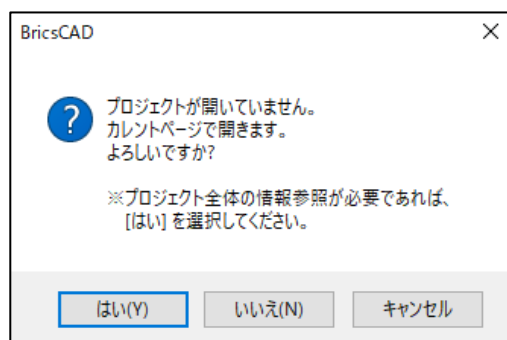 BricsCAD
プロジェクトが開いていません。
カレントページで開きます。
よろしいですか?
※プロジェクト全体の情報参照が必要であれば、
[はい] を選択してください。
はい(Y)
いいえ(N)
キャンセル